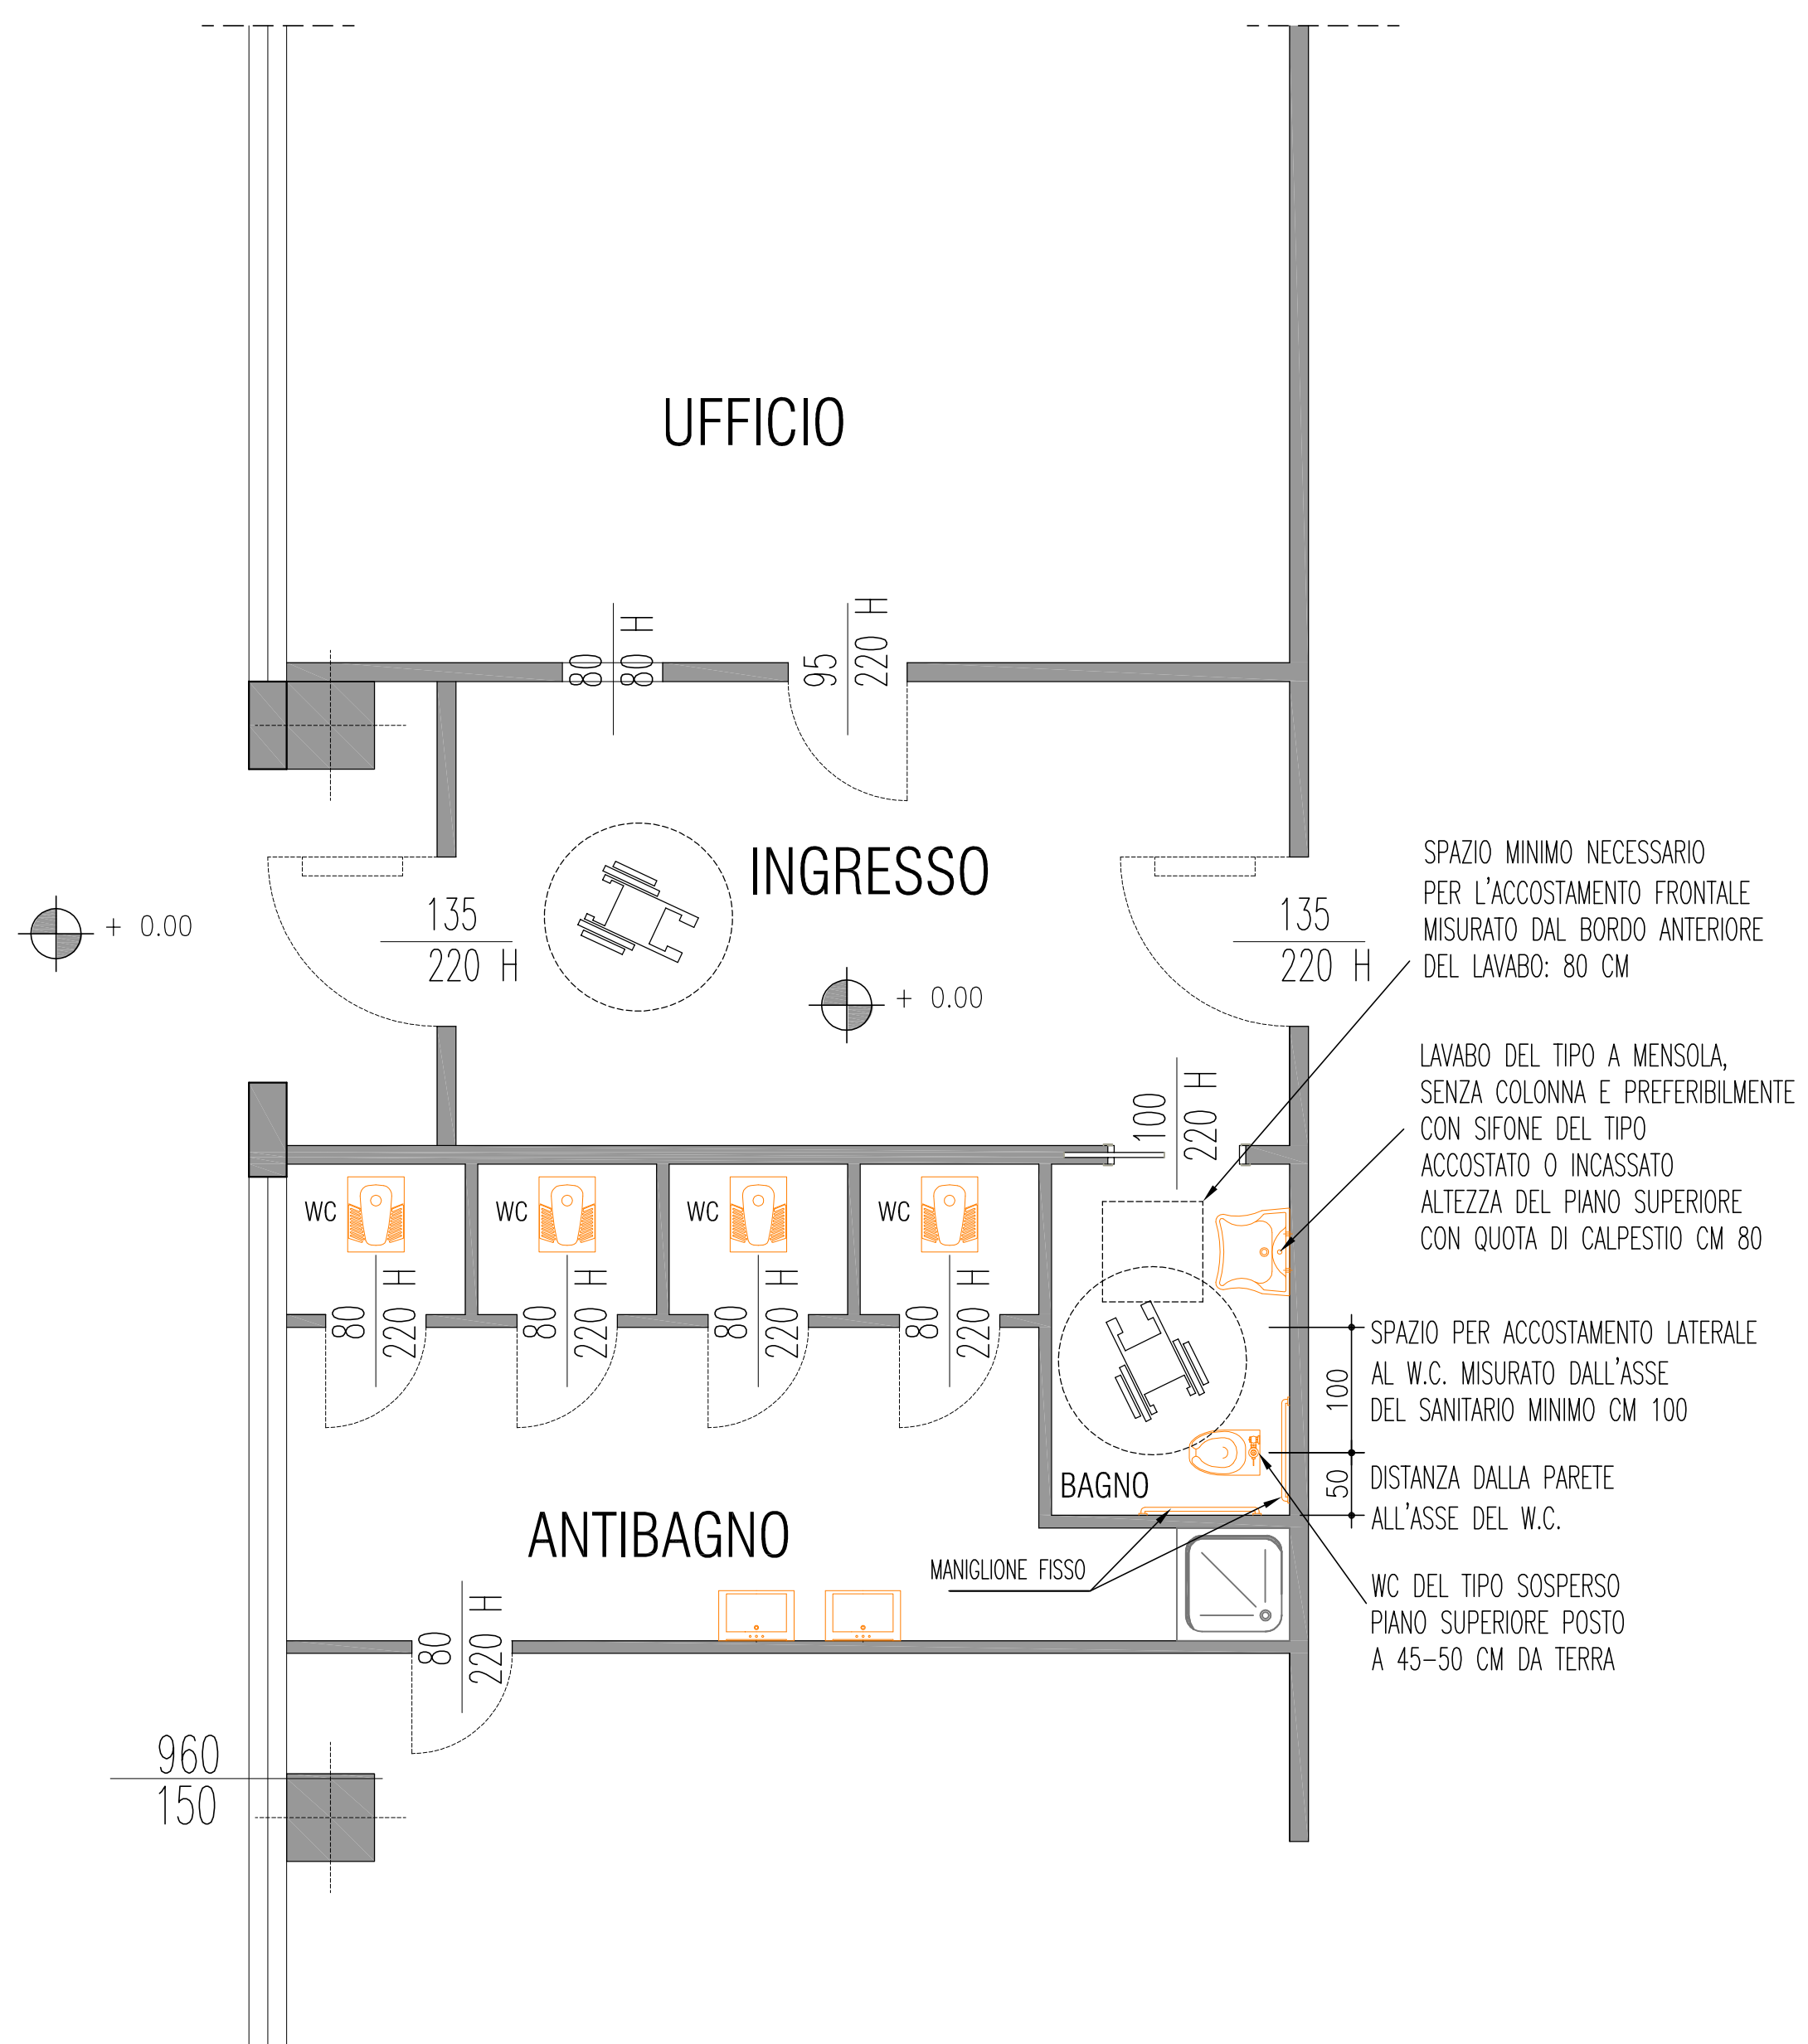 UFFICIO
80
80 H
95
220 H
INGRESSO
+ 0.00
135
220 H
+ 0.00
135
220 H
SPAZIO MINIMO NECESSARIO
PER L'ACCOSTAMENTO FRONTALE
MISURATO DAL BORDO ANTERIORE
DEL LAVABO: 80 CM
LAVABO DEL TIPO A MENSOLA,
SENZA COLONNA E PREFERIBILMENTE
CON SIFONE DEL TIPO
ACCOSTATO O INCASSATO
ALTEZZA DEL PIANO SUPERIORE
CON QUOTA DI CALPESTIO CM 80
100
220 H
WC
WC
WC
WC
80
220 H
80
220 H
80
220 H
80
220 H
SPAZIO PER ACCOSTAMENTO LATERALE
AL W.C. MISURATO DALL'ASSE
DEL SANITARIO MINIMO CM 100
100
50
DISTANZA DALLA PARETE
ALL'ASSE DEL W.C.
BAGNO
ANTIBAGNO
MANIGLIONE FISSO
WC DEL TIPO SOSPERSO
PIANO SUPERIORE POSTO
A 45-50 CM DA TERRA
80
220 H
960
150